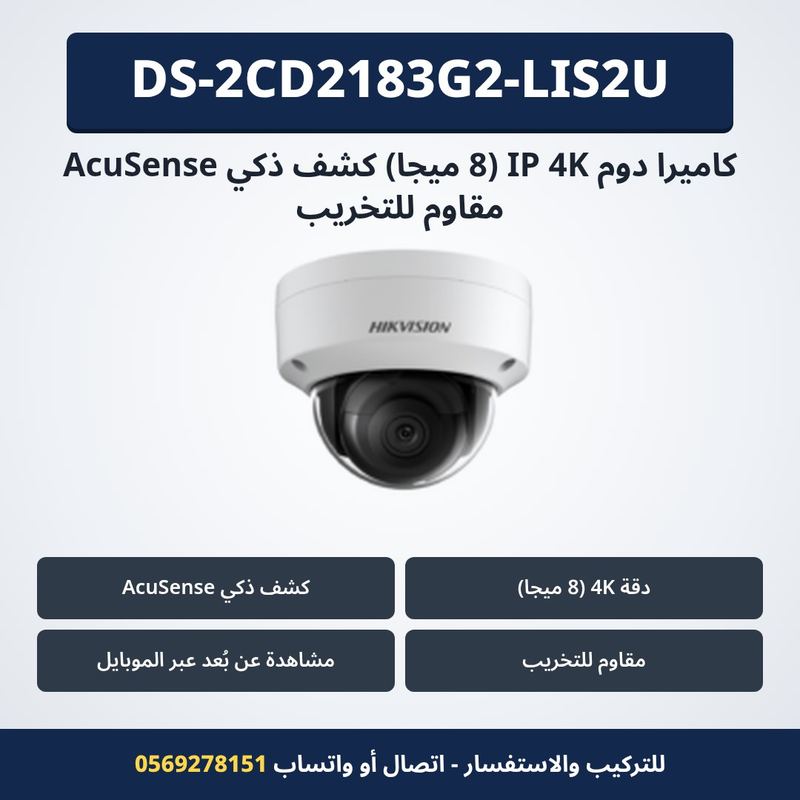 DS-2CD2183G2-LIS2U
كاميرا دوم IP 4K (8 ميجا) كشف ذكي AcuSense
مقاوم للتخريب
HIKVISION
دقة 4K (8 ميجا)
كشف ذكي AcuSense
مقاوم للتخريب
مشاهدة عن بُعد عبر الموبايل
للتركيب والاستفسار - اتصال أو واتساب 0569278151